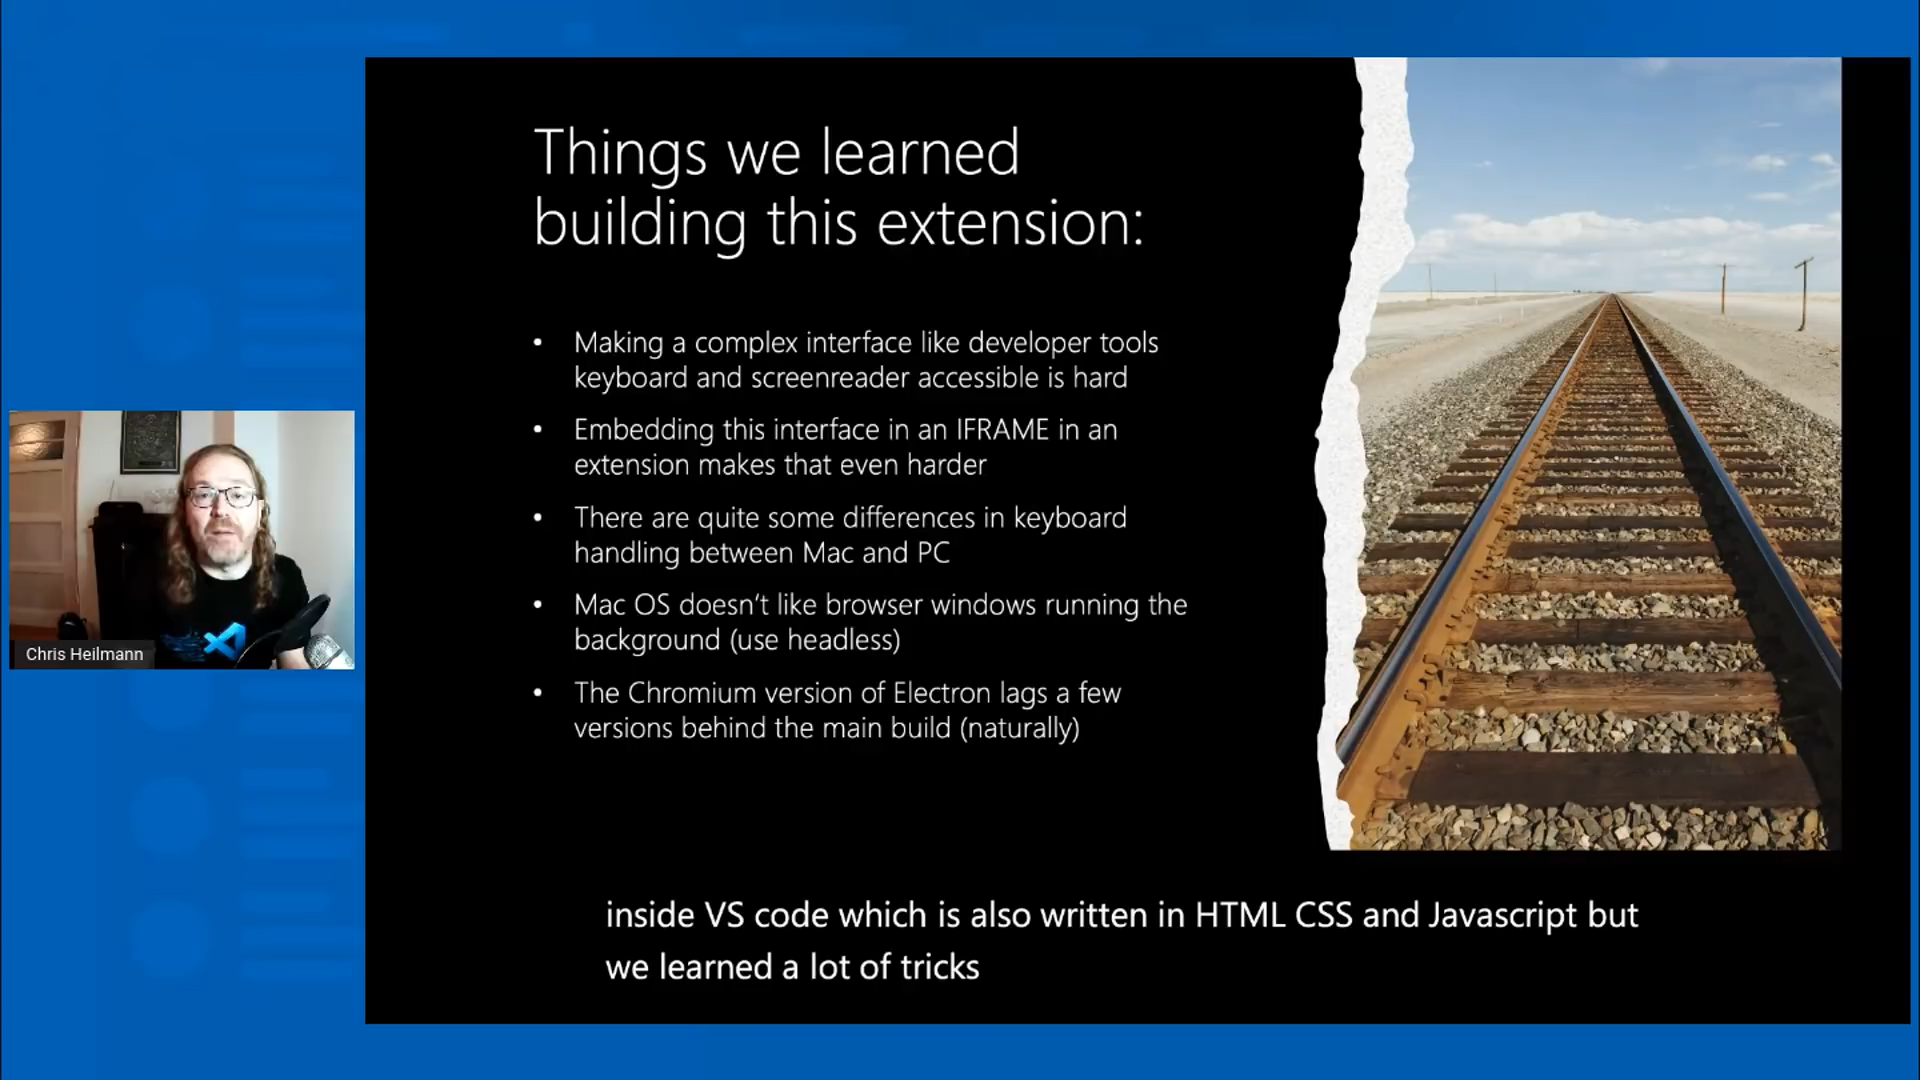 Things we learned
building this extension:
• Making a complex interface like developer tools
keyboard and screenreader accessible is hard
• Embedding this interface in an IFRAME in an
extension makes that even harder
• There are quite some differences in keyboard
handling between Mac and PC
• Mac OS doesn't like browser windows running the
background (use headless)
• The Chromium version of Electron lags a few
versions behind the main build (naturally)
Chris Heilmann
inside VS code which is also written in HTML CSS and Javascript but
we learned a lot of tricks